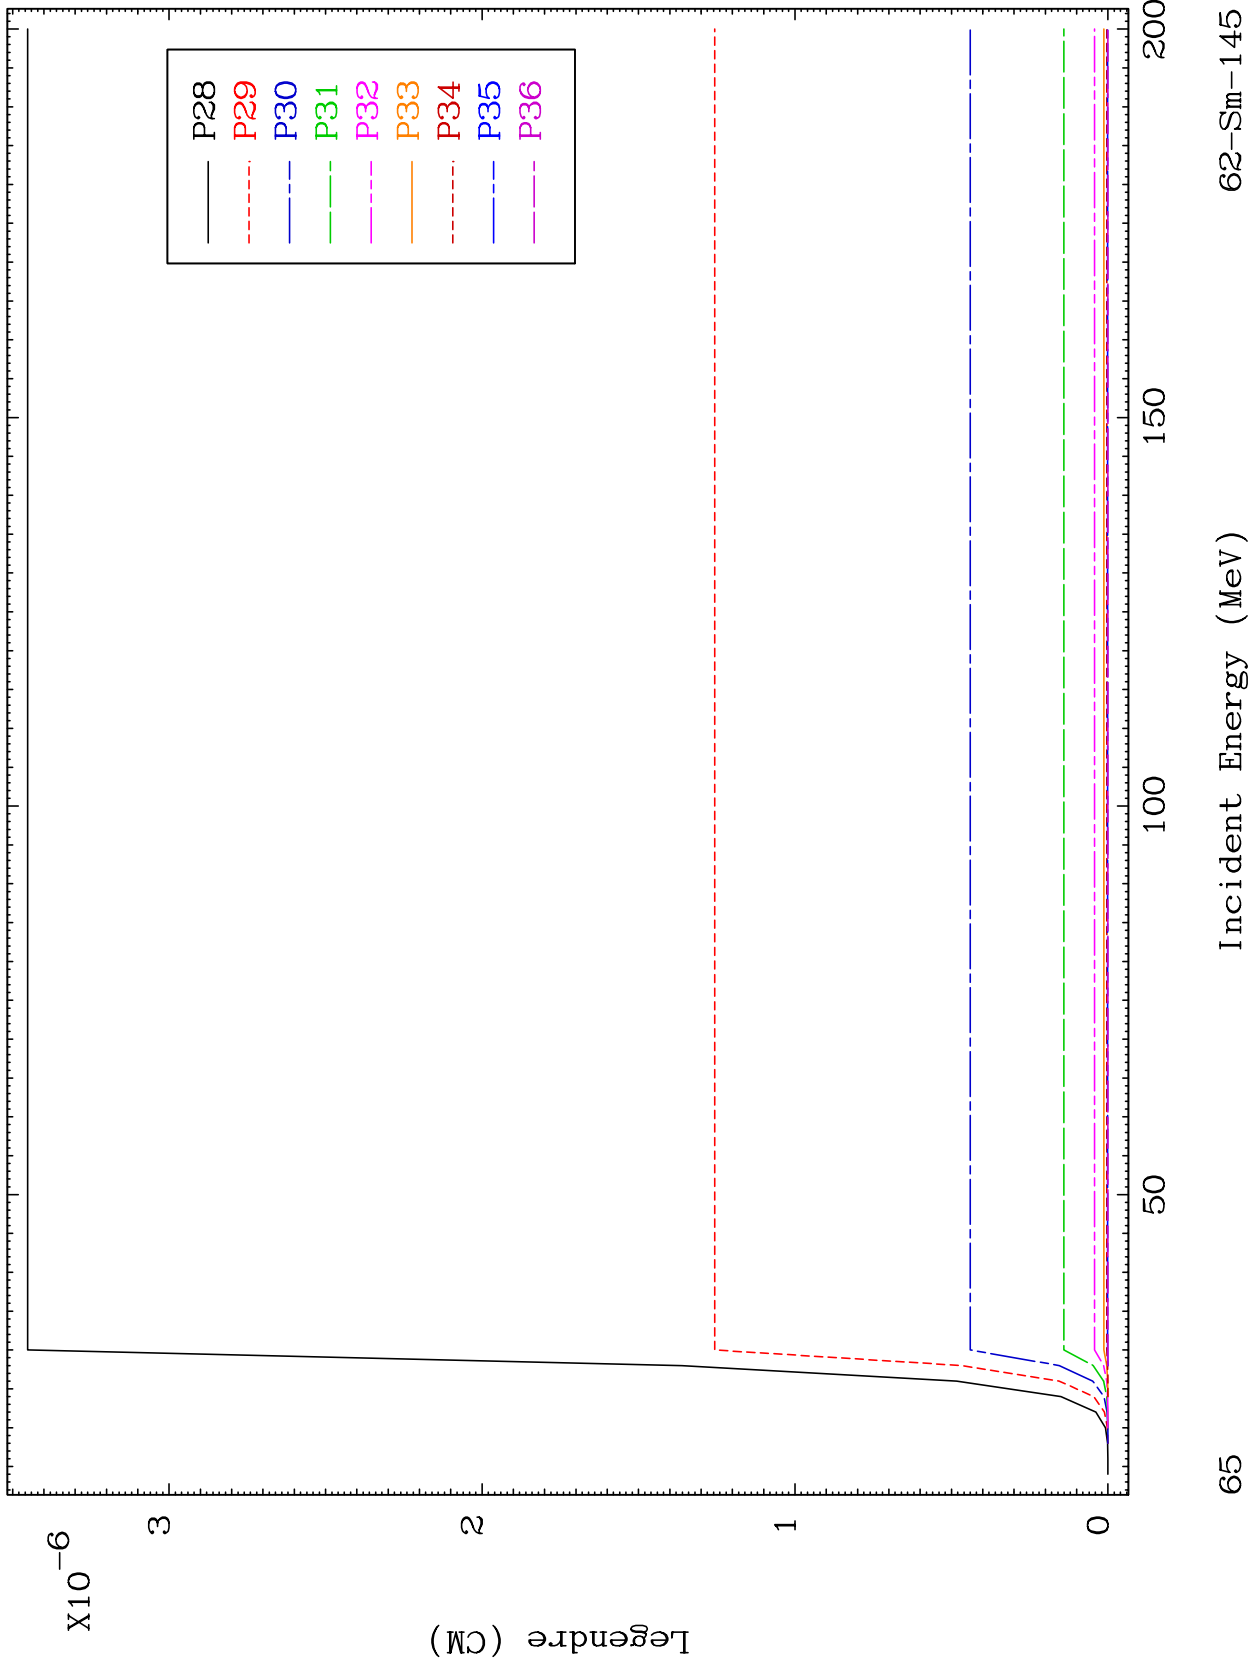 X10-6
3
2
1
0
Legendre (CM)
P28
P29
P30
P31
P32
P33
P34
P35
P36
50
100
150
200
Incident Energy (MeV)
65
62-Sm-145